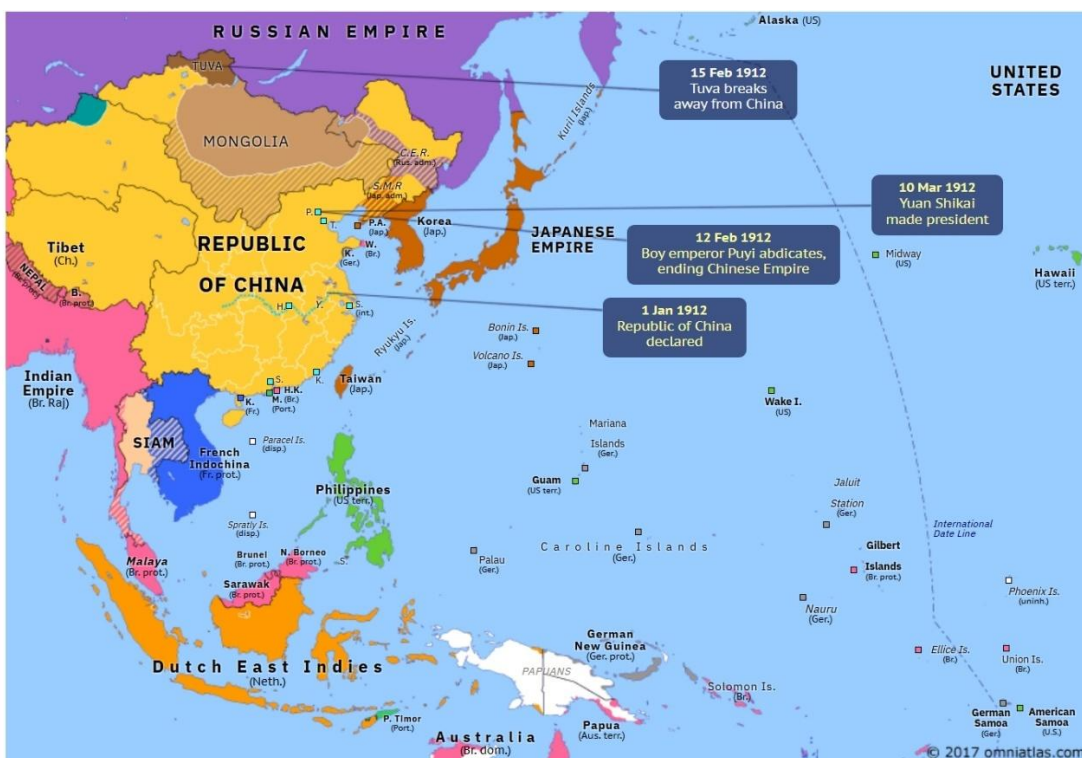 Alaska (US)
RUSSIAN EMPIRE
TUVA
15 Feb 1912
Tuva breaks
away from China
UNITED
STATES
Kuril Islands
(Jap.)
MONGOLIA
C.E.R.
(Rus. adm.)
S.M.R
(Jap. adm.)
10 Mar 1912
Yuan Shikai
made president
P.
T.
P.A.
(Jap.)
Korea
(Jap.)
JAPANESE
EMPIRE
12 Feb 1912
Boy emperor Puyi abdicates,
ending Chinese Empire
REPUBLIC
OF CHINA
K.
(Ger.)
W.
(Br.)
Tibet
(Ch.)
Midway
(US)
Hawaii
(US terr.)
NEPAL
B.
(Br. prot.)
H.
Y.
S.
(int.)
1 Jan 1912
Republic of China
declared
Ryukyu Is.
(Jap.)
Bonin Is.
(Jap.)
Volcano Is.
(Jap.)
Indian
Empire
(Br. Raj)
S.
K.
H.K.
(Br.)
M.
(Port.)
K.
(Fr.)
Taiwan
(Jap.)
Wake I.
(US)
SIAM
Paracel Is.
(disp.)
French
Indochina
(Fr. prot.)
Mariana
Islands
(Ger.)
Guam
(US terr.)
Philippines
(US terr.)
Jaluit
Station
(Ger.)
Spratly Is.
(disp.)
International
Date Line
Caroline Islands
(Ger.)
Palau
(Ger.)
Gilbert
Islands
(Br. prot.)
Malaya
(Br. prot.)
Brunei
(Br. prot.)
N. Borneo
(Br. prot.)
S.
Sarawak
(Br. prot.)
Phoenix Is.
(uninh.)
Nauru
(Ger.)
German
New Guinea
(Ger. prot.)
PAPUANS
Ellice Is.
(Br.)
Union Is.
(Br.)
Dutch East Indies
(Neth.)
Solomon Is.
(Br.)
P. Timor
(Port.)
Papua
(Aus. terr.)
German
Samoa
(Ger.)
American
Samoa
(U.S.)
Australia
(Br. dom.)
© 2017 omniatlas.com